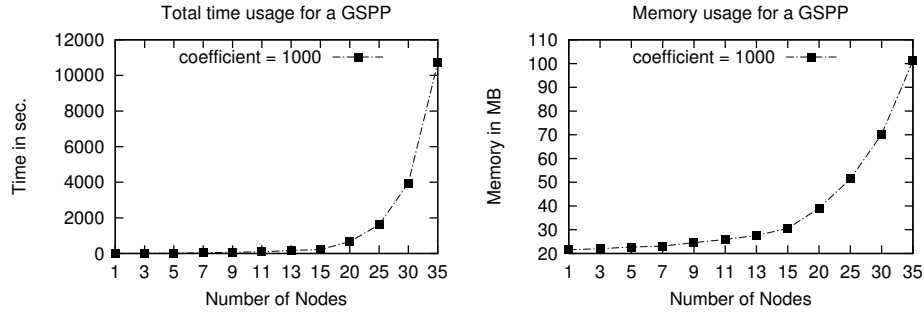 Total time usage for a GSPP
12000
10000
8000
6000
4000
2000
0
coefficient = 1000
Time in sec.
1 3 5 7 9 11 13 15 20 25 30 35
Number of Nodes
Memory usage for a GSPP
110
100
90
80
70
60
50
40
30
20
coefficient = 1000
Memory in MB
1 3 5 7 9 11 13 15 20 25 30 35
Number of Nodes